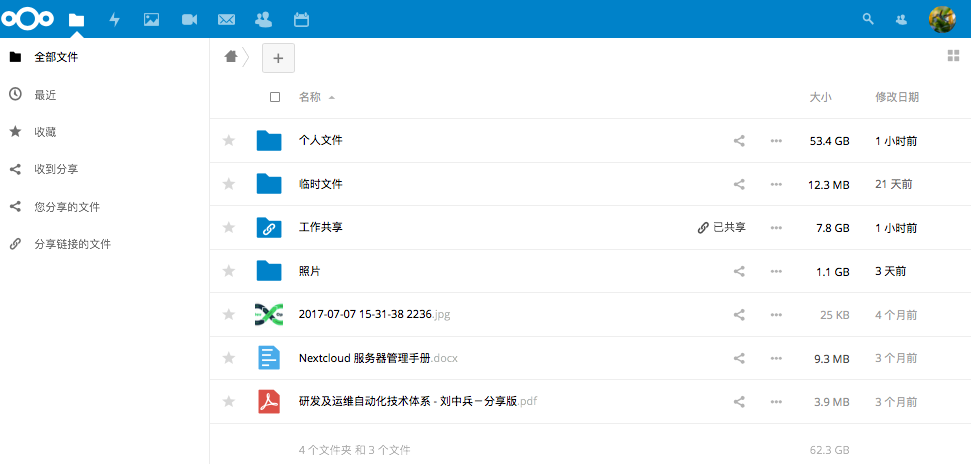 全部文件
最近
收藏
收到分享
您分享的文件
分享链接的文件
+
名称 大小 修改日期
个人文件 53.4 GB 1 小时前
临时文件 12.3 MB 21 天前
工作共享 已共享 7.8 GB 1 小时前
照片 1.1 GB 3 天前
2017-07-07 15-31-38 2236.jpg 25 KB 4 个月前
Nextcloud 服务器管理手册.docx 9.3 MB 3 个月前
研发及运维自动化技术体系 - 刘中兵－分享版.pdf 3.9 MB 3 个月前
4 个文件夹 和 3 个文件 62.3 GB